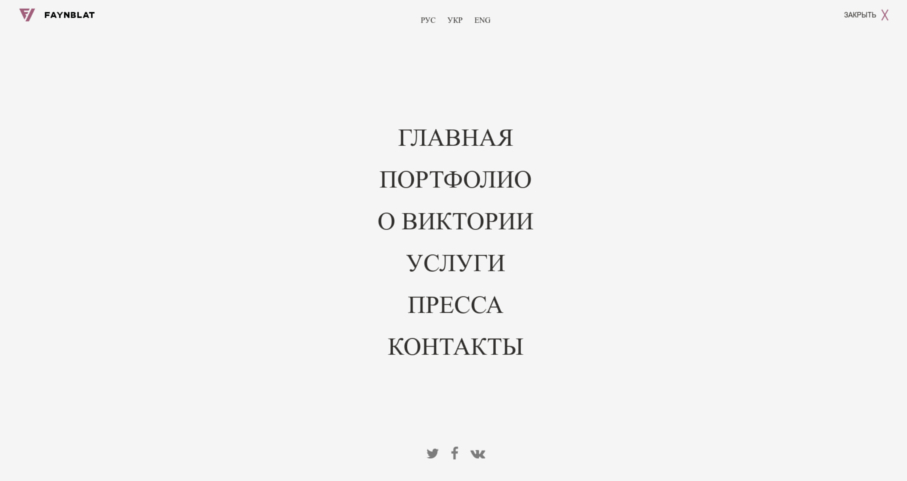 FAYNBLAT
РУС УКР ENG
ЗАКРЫТЬ
ГЛАВНАЯ
ПОРТФОЛИО
О ВИКТОРИИ
УСЛУГИ
ПРЕССА
КОНТАКТЫ